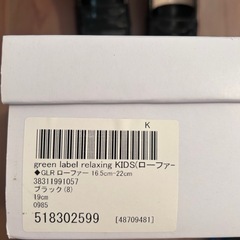 K
green label relaxing KIDS(ローファー
◆GLR ローファー 16.5cm-22cm
38311991057
ブラック(8)
19cm
0985
518302599
[48709481]